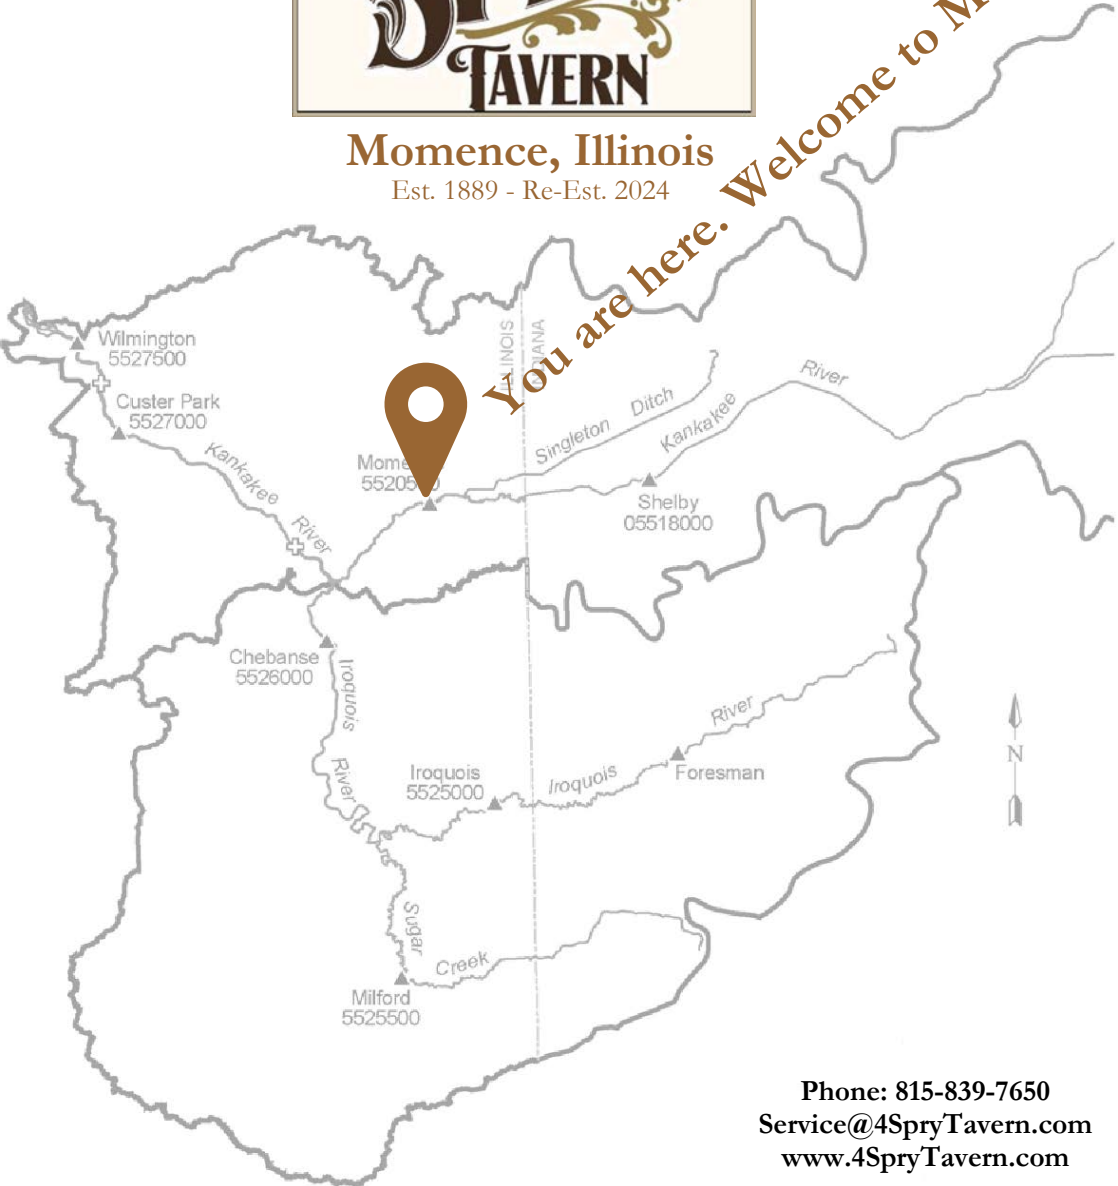 TAVERN
Momence, Illinois
Est. 1889 - Re-Est. 2024
You are here. Welcome to
ILLINOIS
INDIANA
Wilmington
5527500
Custer Park
5527000
Kankakee
River
Singleton Ditch
Kankakee
River
Shelby
05518000
Chebanse
5526000
Iroquois
River
Iroquois
5525000
Iroquois
River
Foresman
N
Sugar
Creek
Milford
5525500
Phone: 815-839-7650
Service@4SpryTavern.com
www.4SpryTavern.com